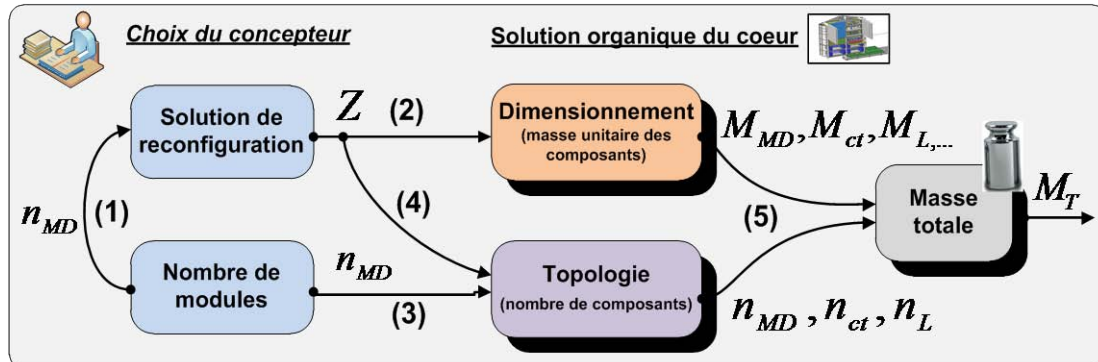 Choix du concepteur
Solution organique du coeur
Solution de
reconfiguration
Z
(2)
Dimensionnement
(masse unitaire des
composants)
M_MD, M_ct, M_L,...
n_MD
(1)
(4)
(5)
Masse
totale
M_T
Nombre de
modules
n_MD
(3)
Topologie
(nombre de composants)
n_MD , n_ct , n_L